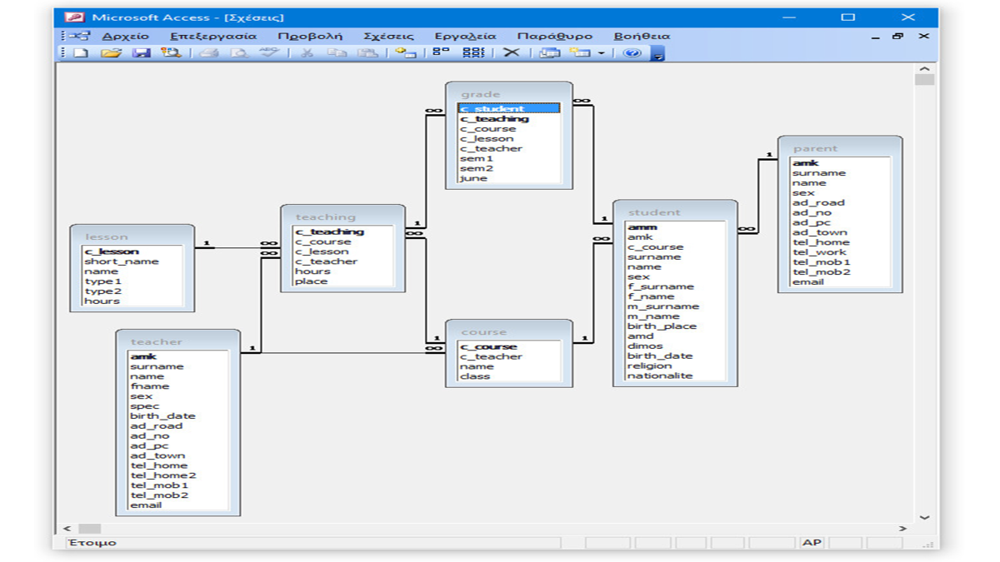 Microsoft Access - [Σχέσεις]
Αρχείο Επεξεργασία Προβολή Σχέσεις Εργαλεία Παράθυρο Βοήθεια
grade
c_student
c_teaching
c_course
c_lesson
c_teacher
sem1
sem2
june
∞
∞
parent
amk
surname
name
sex
ad_road
ad_no
ad_pc
ad_town
tel_home
tel_work
tel_mob1
tel_mob2
email
1
teaching
c_teaching
c_course
c_lesson
c_teacher
hours
place
1
∞
∞
∞
student
amm
amk
c_course
surname
name
sex
f_surname
f_name
m_surname
m_name
birth_place
amd
dimos
birth_date
religion
nationalite
1
∞
∞
lesson
c_lesson
short_name
name
type1
type2
hours
1
course
c_course
c_teacher
name
class
1
∞
1
teacher
amk
surname
name
fname
sex
spec
birth_date
ad_road
ad_no
ad_pc
ad_town
tel_home
tel_home2
tel_mob1
tel_mob2
email
1
Έτοιμο AP